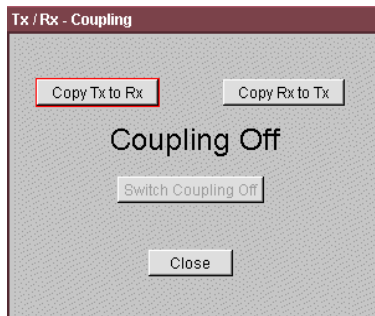 Tx / Rx - Coupling
Copy Tx to Rx
Copy Rx to Tx
Coupling Off
Switch Coupling Off
Close